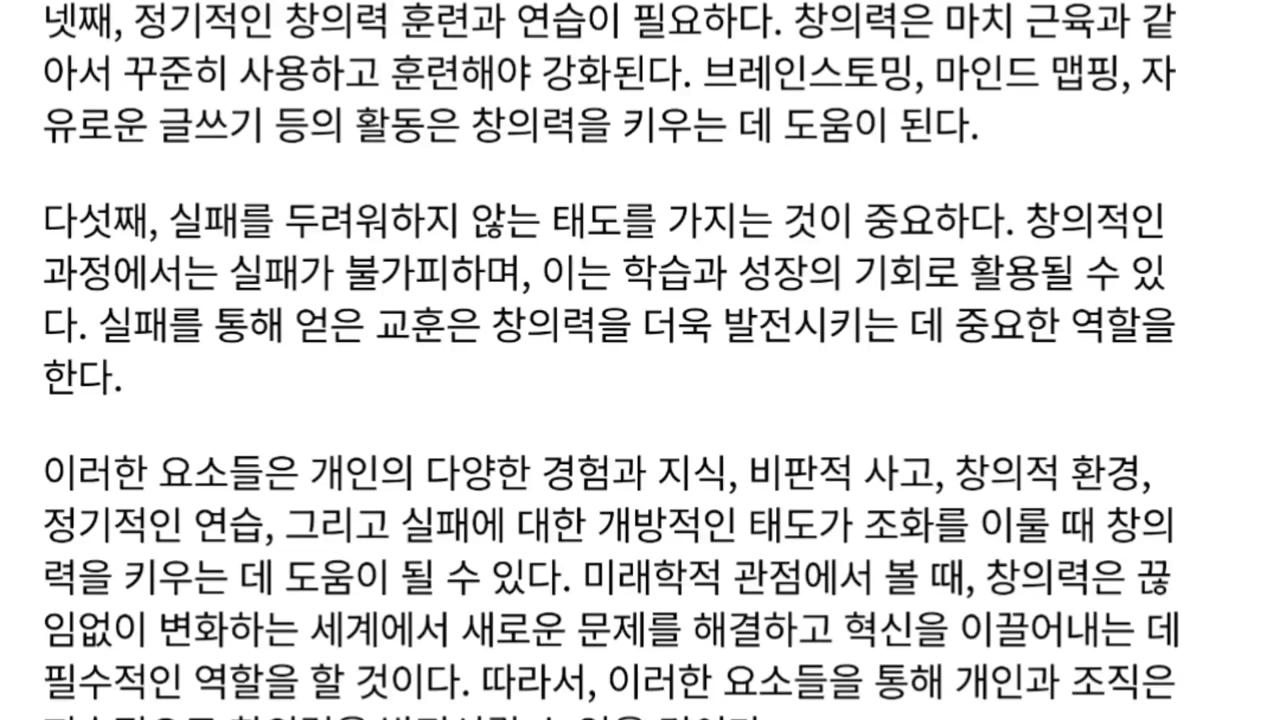 넷째, 정기적인 창의력 훈련과 연습이 필요하다. 창의력은 마치 근육과 같
아서 꾸준히 사용하고 훈련해야 강화된다. 브레인스토밍, 마인드 맵핑, 자
유로운 글쓰기 등의 활동은 창의력을 키우는 데 도움이 된다.
다섯째, 실패를 두려워하지 않는 태도를 가지는 것이 중요하다. 창의적인
과정에서는 실패가 불가피하며, 이는 학습과 성장의 기회로 활용될 수 있
다. 실패를 통해 얻은 교훈은 창의력을 더욱 발전시키는 데 중요한 역할을
한다.
이러한 요소들은 개인의 다양한 경험과 지식, 비판적 사고, 창의적 환경,
정기적인 연습, 그리고 실패에 대한 개방적인 태도가 조화를 이룰 때 창의
력을 키우는 데 도움이 될 수 있다. 미래학적 관점에서 볼 때, 창의력은 끊
임없이 변화하는 세계에서 새로운 문제를 해결하고 혁신을 이끌어내는 데
필수적인 역할을 할 것이다. 따라서, 이러한 요소들을 통해 개인과 조직은